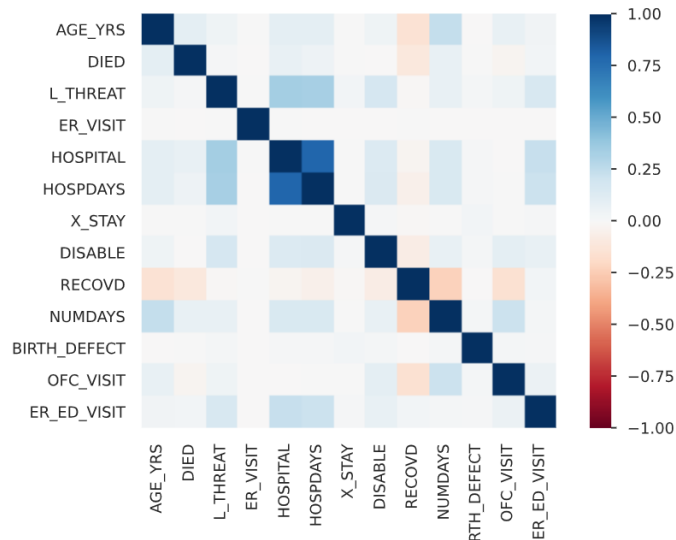 AGE_YRS
DIED
L_THREAT
ER_VISIT
HOSPITAL
HOSPDAYS
X_STAY
DISABLE
RECOVD
NUMDAYS
BIRTH_DEFECT
OFC_VISIT
ER_ED_VISIT
AGE_YRS
DIED
L_THREAT
ER_VISIT
HOSPITAL
HOSPDAYS
X_STAY
DISABLE
RECOVD
NUMDAYS
RTH_DEFECT
OFC_VISIT
ER_ED_VISIT
1.00
0.75
0.50
0.25
0.00
−0.25
−0.50
−0.75
−1.00